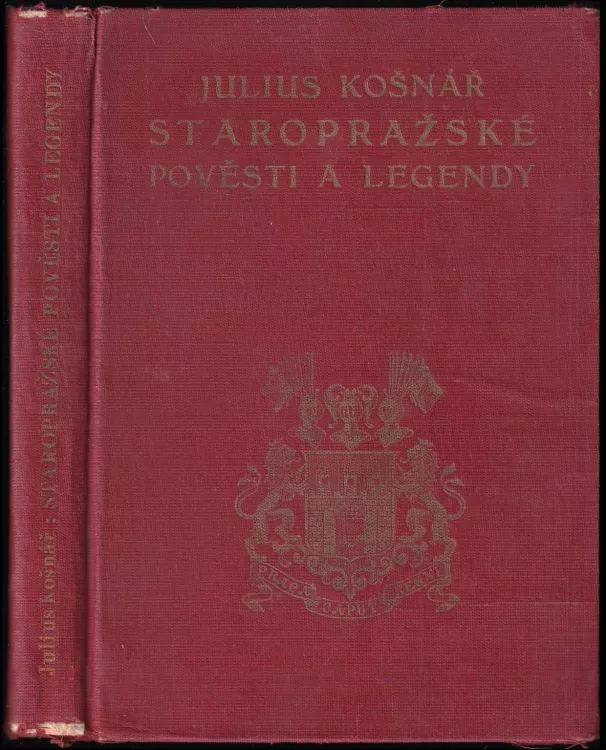 JULIUS KOŠNÁŘ
STAROPRAŽSKÉ
POVĚSTI A LEGENDY
PRAGA CAPUT REGNI
Julius Košnář : STAROPRAŽSKÉ POVĚSTI A LEGENDY